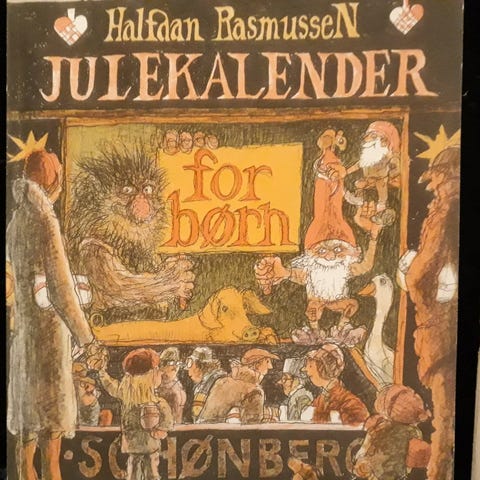 Halfdan Rasmussen
JULEKALENDER
for
børn
SCHØNBERG